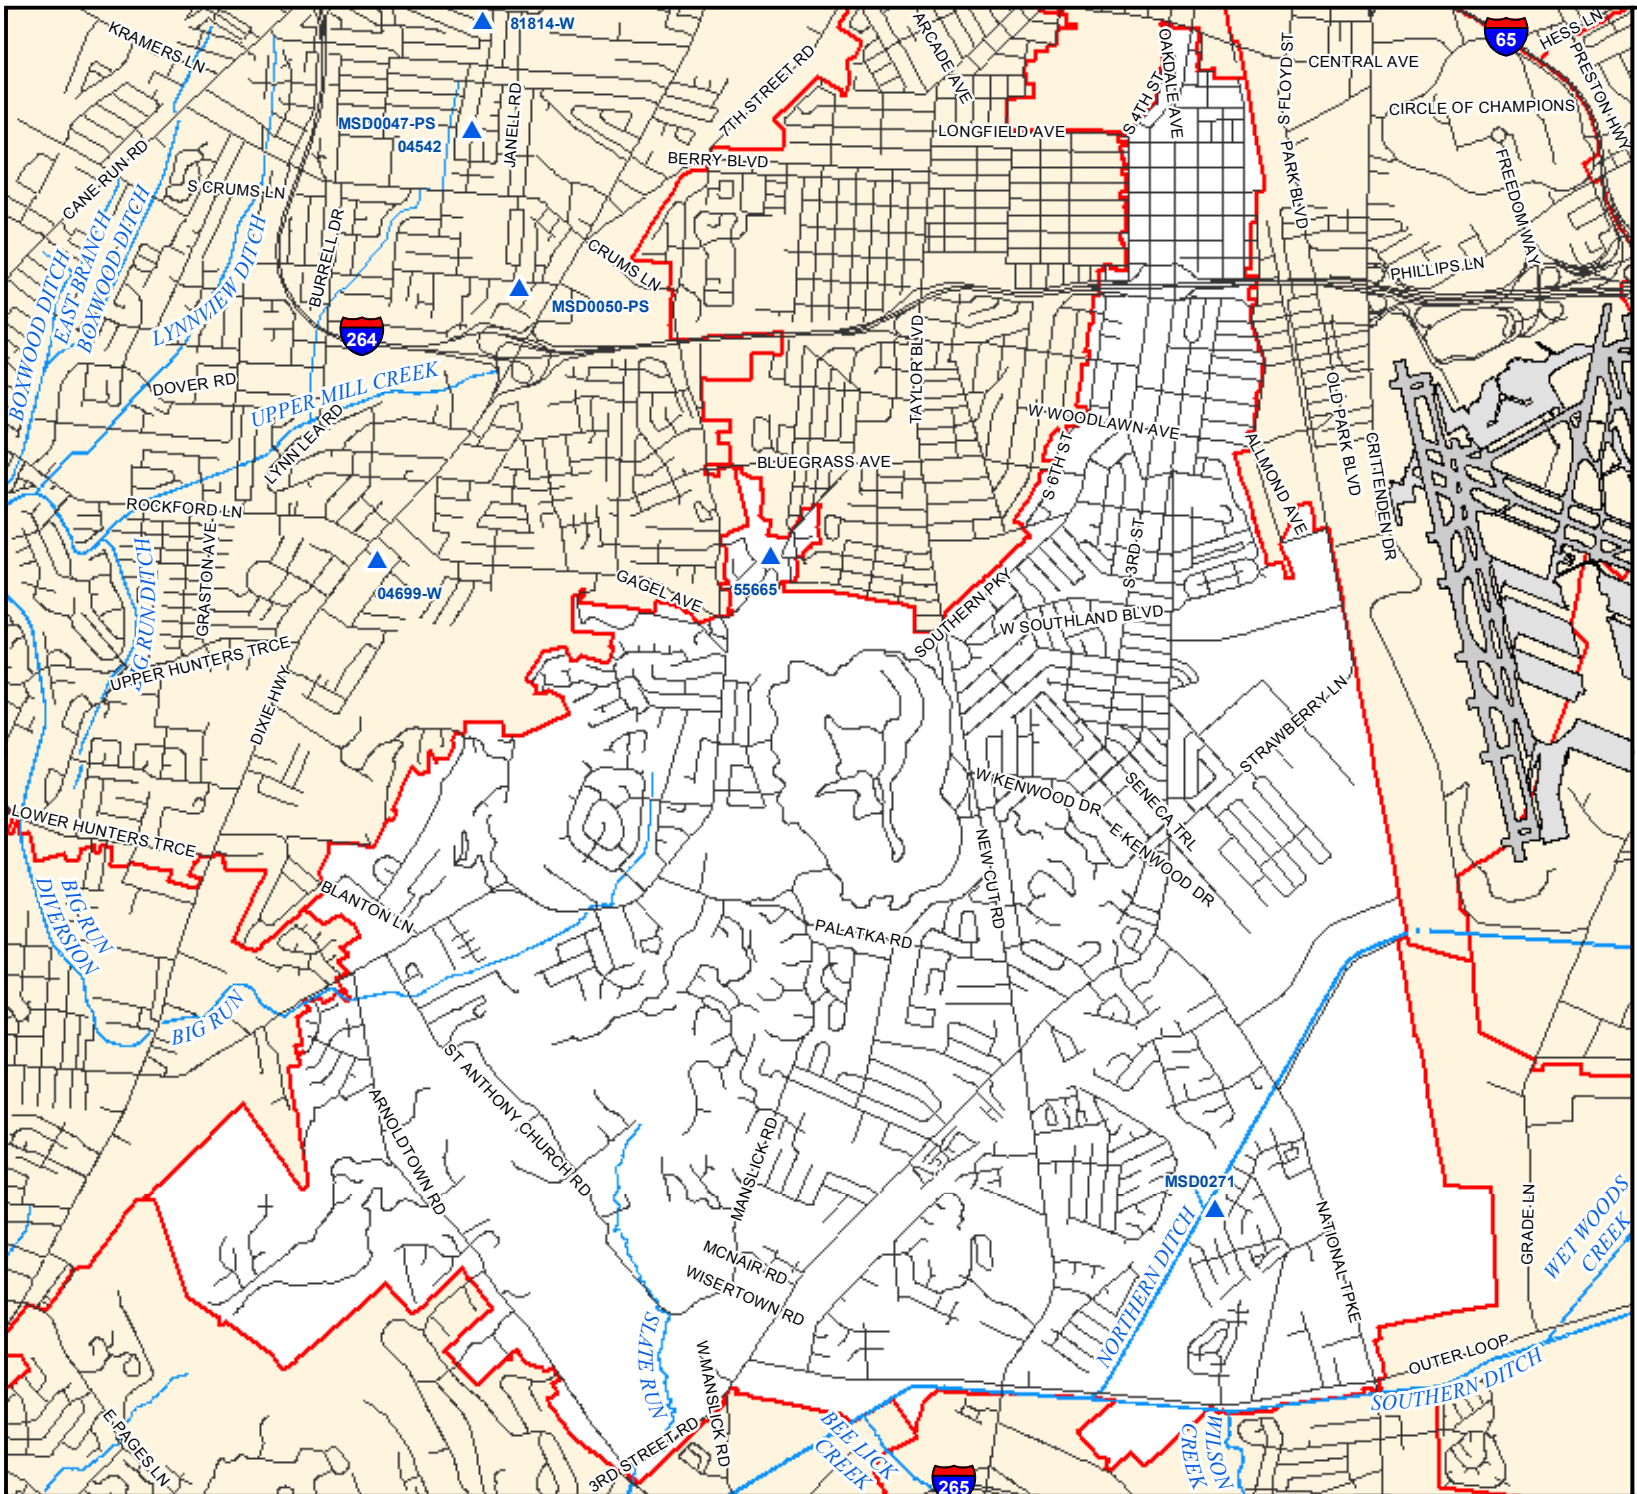 81814-W
65
HESS LN
KRAMERS LN
ARCADE AVE
OAKDALE AVE
S FLOYD ST
CENTRAL AVE
PRESTON HWY
7TH STREET RD
S 4TH ST
CIRCLE OF CHAMPIONS
MSD0047-PS
04542
JANELL RD
LONGFIELD AVE
BERRY BLVD
CANE RUN RD
S CRUMS LN
PARK BLVD
FREEDOM WAY
BOXWOOD DITCH
EAST BRANCH
BOXWOOD DITCH
LYNNVIEW DITCH
BURRELL DR
CRUMS LN
PHILLIPS LN
MSD0050-PS
264
TAYLOR BLVD
DOVER RD
UPPER MILL CREEK
LYNN LEA RD
W WOODLAWN AVE
OLD PARK BLVD
CRITTENDEN DR
ALLMOND AVE
S 6TH ST
BLUEGRASS AVE
ROCKFORD LN
GRASTON AVE
BIG RUN DITCH
04699-W
GAGEL AVE
55665
S 3RD ST
SOUTHERN PKY
W SOUTHLAND BLVD
UPPER HUNTERS TRCE
DIXIE HWY
STRAWBERRY LN
W KENWOOD DR
SENECA TRL
E KENWOOD DR
LOWER HUNTERS TRCE
NEW CUT RD
BLANTON LN
BIG RUN
DIVERSION
PALATKA RD
BIG RUN
ST ANTHONY CHURCH RD
ARNOLDTOWN RD
MANSLICK RD
MSD0271
NATIONAL TPKE
GRADE LN
WET WOODS
CREEK
NORTHERN DITCH
MCNAIR RD
WISERTOWN RD
SLATE RUN
W MANSLICK RD
OUTER LOOP
SOUTHERN DITCH
E PAGES LN
3RD STREET RD
BEE LICK
CREEK
WILSON
CREEK
265